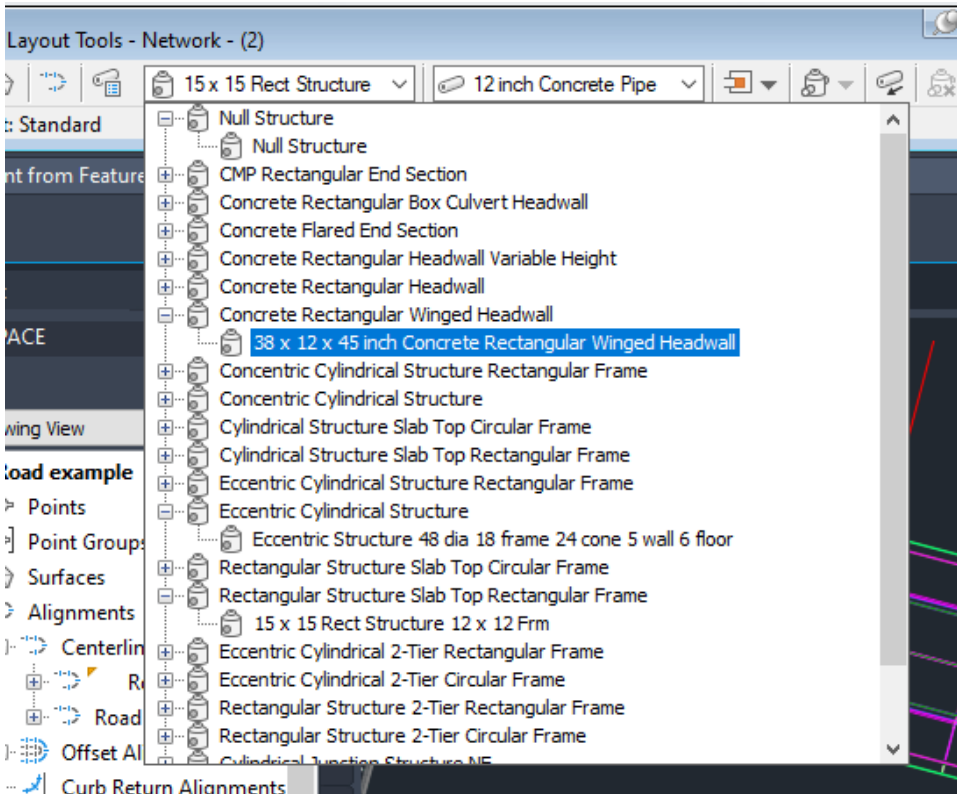 Layout Tools - Network - (2)
15 x 15 Rect Structure
12 inch Concrete Pipe
: Standard
nt from Feature
Null Structure
Null Structure
CMP Rectangular End Section
Concrete Rectangular Box Culvert Headwall
Concrete Flared End Section
Concrete Rectangular Headwall Variable Height
Concrete Rectangular Headwall
Concrete Rectangular Winged Headwall
38 x 12 x 45 inch Concrete Rectangular Winged Headwall
Concentric Cylindrical Structure Rectangular Frame
Concentric Cylindrical Structure
Cylindrical Structure Slab Top Circular Frame
Cylindrical Structure Slab Top Rectangular Frame
Eccentric Cylindrical Structure Rectangular Frame
Eccentric Cylindrical Structure
Eccentric Structure 48 dia 18 frame 24 cone 5 wall 6 floor
Rectangular Structure Slab Top Circular Frame
Rectangular Structure Slab Top Rectangular Frame
15 x 15 Rect Structure 12 x 12 Frm
Eccentric Cylindrical 2-Tier Rectangular Frame
Eccentric Cylindrical 2-Tier Circular Frame
Rectangular Structure 2-Tier Rectangular Frame
Rectangular Structure 2-Tier Circular Frame
Cylindrical Junction Structure NF
PACE
wing View
Road example
Points
Point Groups
Surfaces
Alignments
Centerlin
R
Road
Offset Al
Curb Return Alignments